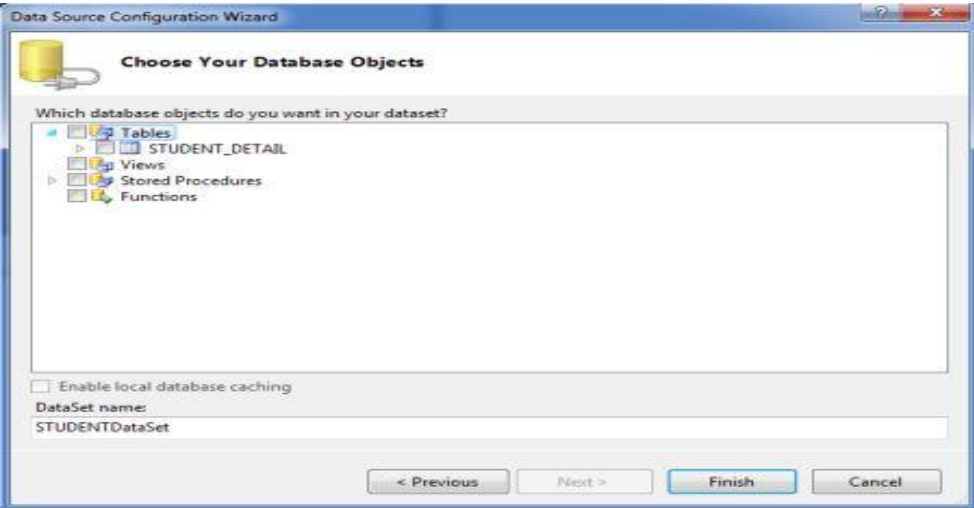 Data Source Configuration Wizard
Choose Your Database Objects
Which database objects do you want in your dataset?
Tables
STUDENT_DETAIL
Views
Stored Procedures
Functions
Enable local database caching
DataSet name:
STUDENTDataSet
< Previous
Next >
Finish
Cancel